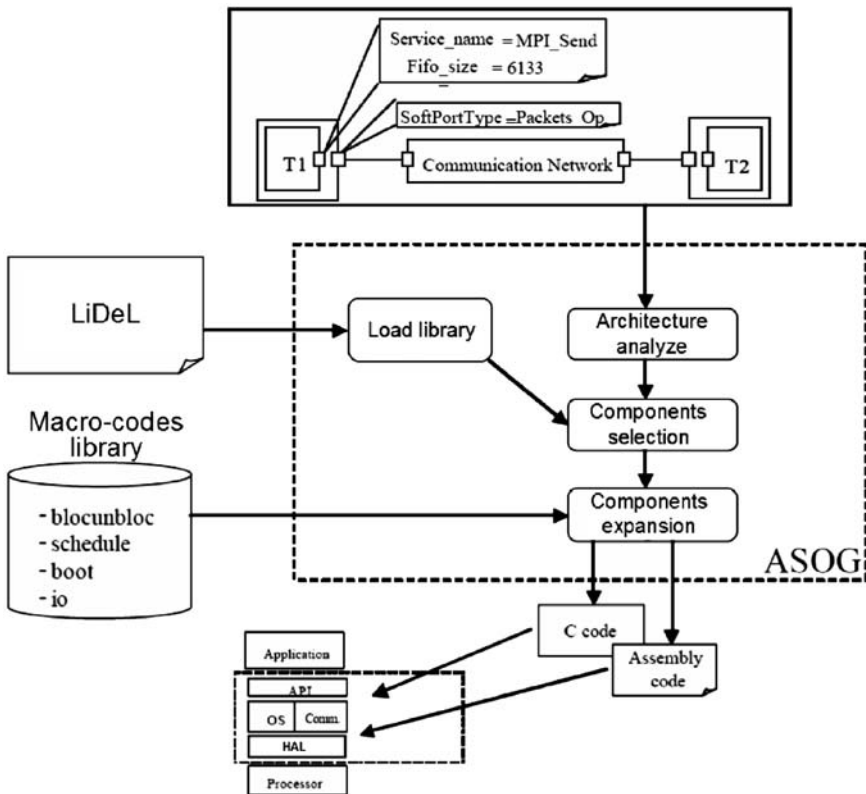 Service_name = MPI_Send
Fifo_size = 6133
SoftPortType =Packets_Op
T1
Communication Network
T2
LiDeL
Load library
Architecture
analyze
Components
selection
Macro-codes
library
- blocunbloc
- schedule
- boot
- io
Components
expansion
ASOG
C code
Assembly
code
Application
API
OS
Comm.
HAL
Processor